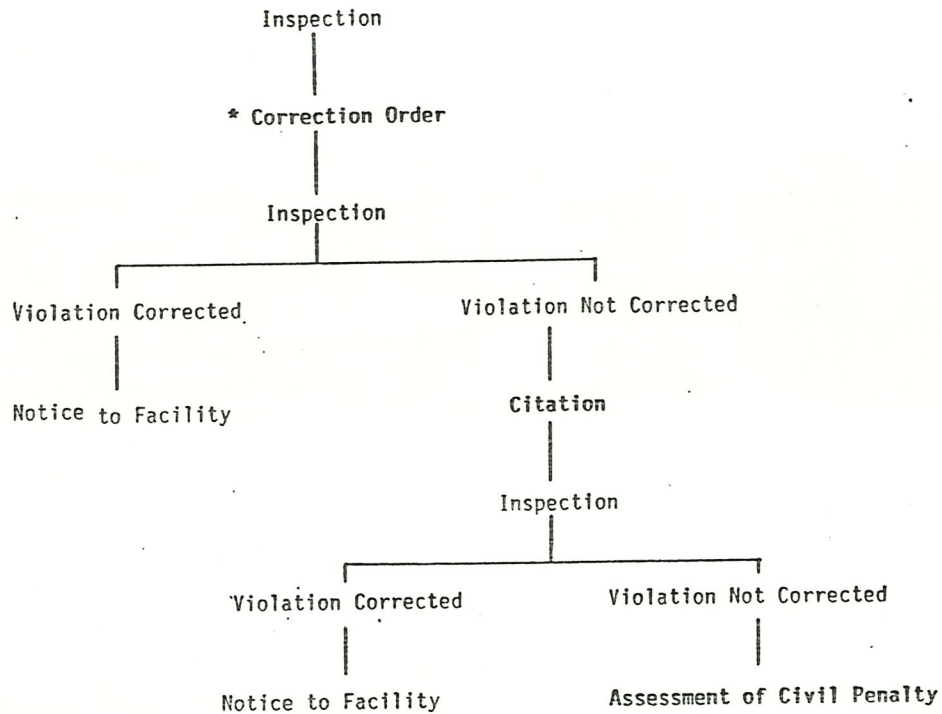 Inspection
* Correction Order
Inspection
Violation Corrected
Violation Not Corrected
Notice to Facility
Citation
Inspection
Violation Corrected
Violation Not Corrected
Notice to Facility
Assessment of Civil Penalty